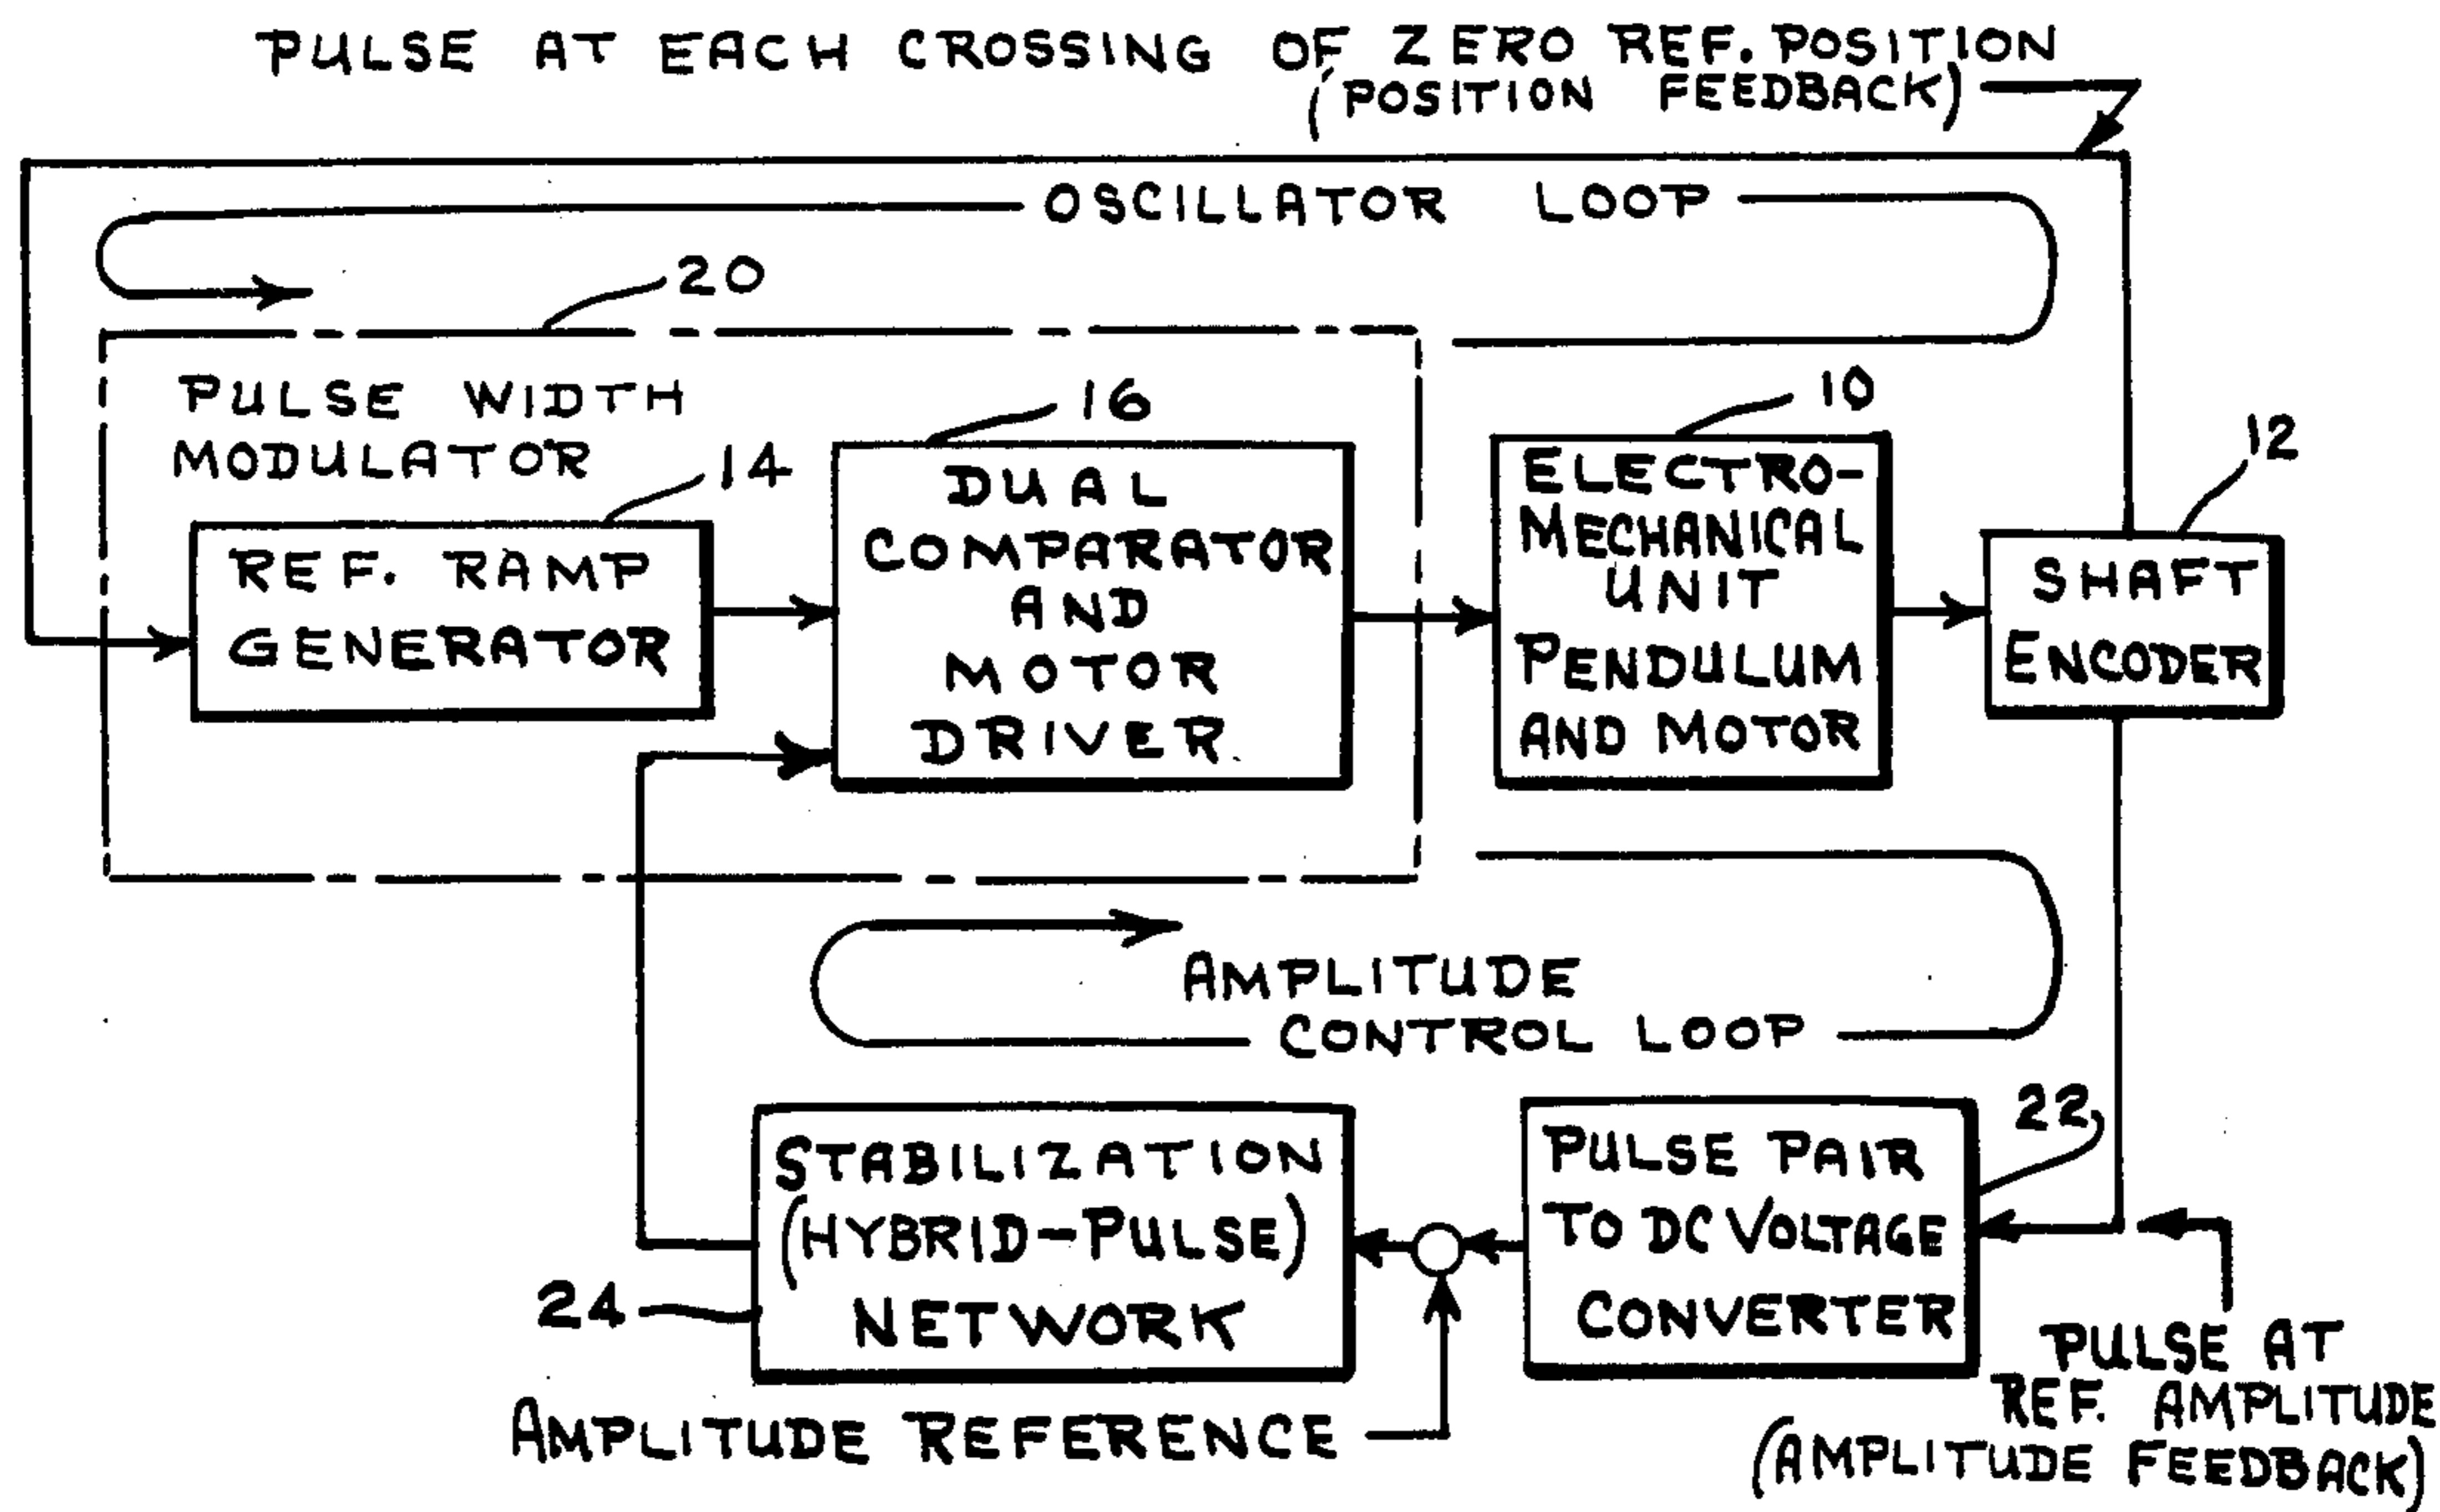 PULSE AT EACH CROSSING OF ZERO REF. POSITION
(POSITION FEEDBACK)
OSCILLATOR LOOP
20
PULSE WIDTH
MODULATOR
14
REF. RAMP
GENERATOR
16
DUAL
COMPARATOR
AND
MOTOR
DRIVER
10
ELECTRO-
MECHANICAL
UNIT
PENDULUM
AND MOTOR
12
SHAFT
ENCODER
AMPLITUDE
CONTROL LOOP
STABILIZATION
(HYBRID-PULSE)
NETWORK
24
22
PULSE PAIR
TO DC VOLTAGE
CONVERTER
AMPLITUDE REFERENCE
PULSE AT
REF. AMPLITUDE
(AMPLITUDE FEEDBACK)